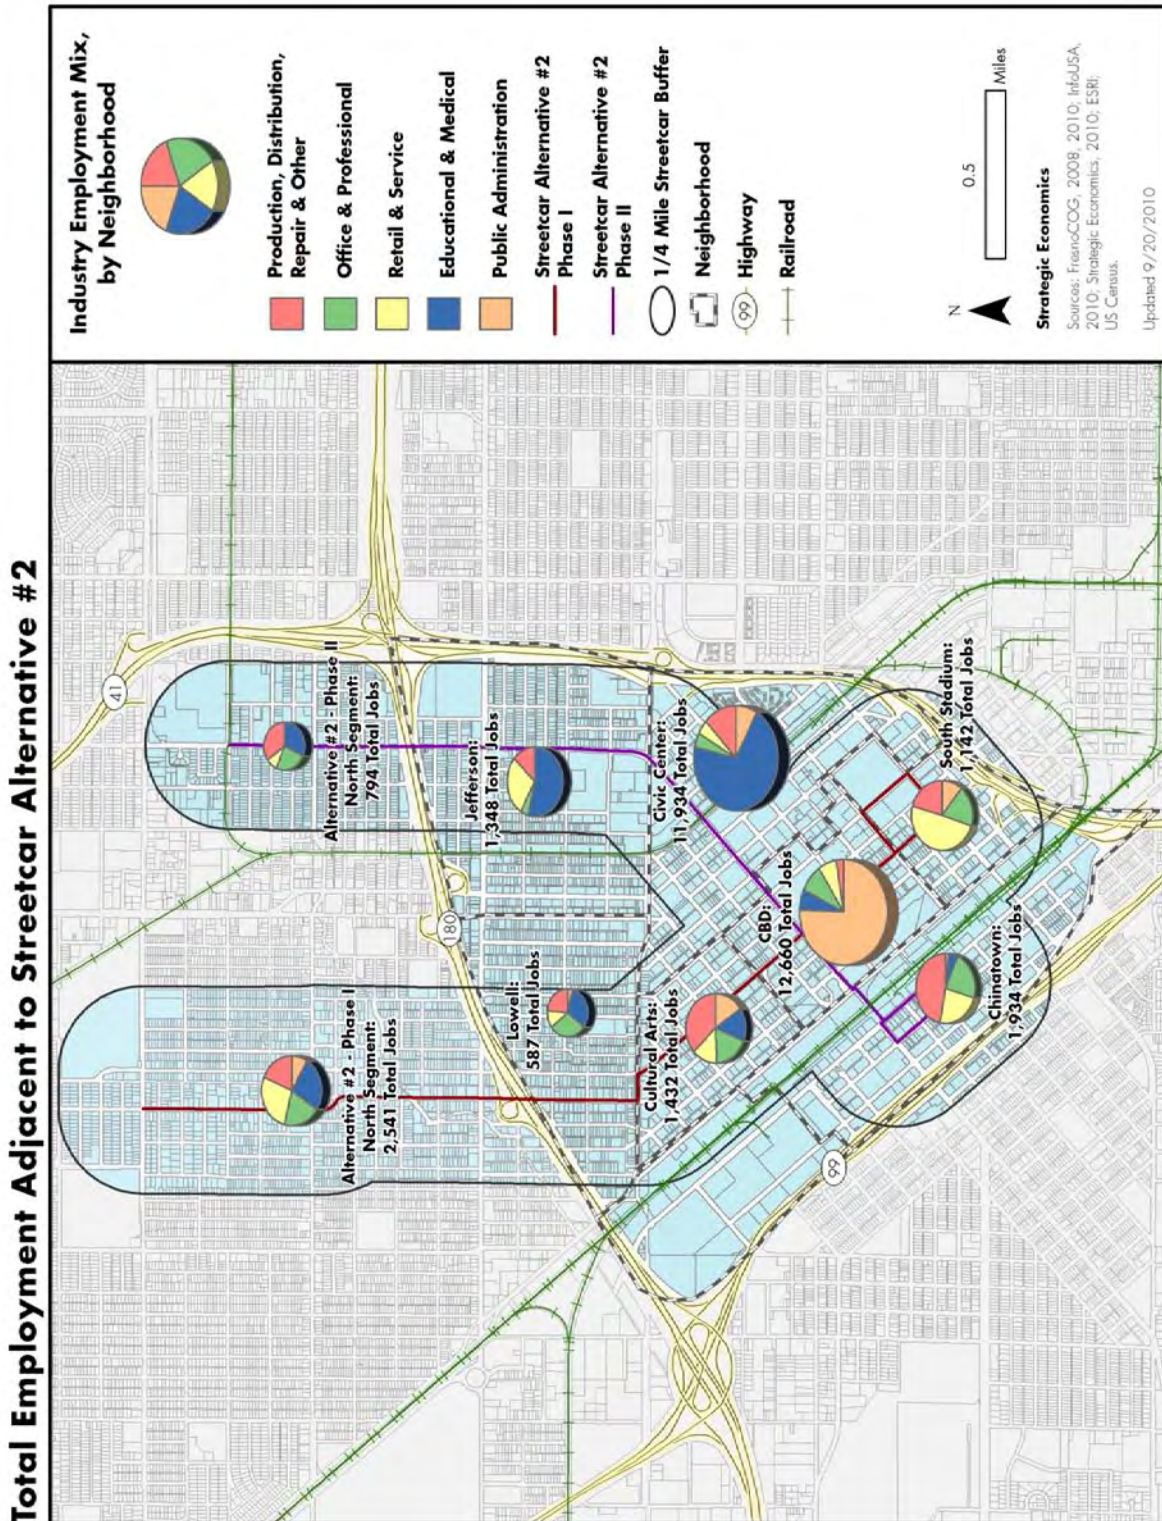 Total Employment Adjacent to Streetcar Alternative #2
Industry Employment Mix,
by Neighborhood
Production, Distribution,
Repair & Other
Office & Professional
Retail & Service
Educational & Medical
Public Administration
Streetcar Alternative #2
Phase I
Streetcar Alternative #2
Phase II
1/4 Mile Streetcar Buffer
Neighborhood
99
Highway
Railroad
N
0.5
Miles
Strategic Economics
Sources: FresnoCOG, 2008, 2010; InfoUSA,
2010; Strategic Economics, 2010; ESRI;
US Census.
Updated 9/20/2010
41
Alternative #2 - Phase II
North Segment:
794 Total Jobs
Alternative #2 - Phase I
North Segment:
2,541 Total Jobs
180
Jefferson:
1,348 Total Jobs
Lowell:
587 Total Jobs
Civic Center:
11,934 Total Jobs
Cultural Arts:
1,432 Total Jobs
CBD:
12,660 Total Jobs
99
South Stadium:
1,142 Total Jobs
Chinatown:
1,934 Total Jobs